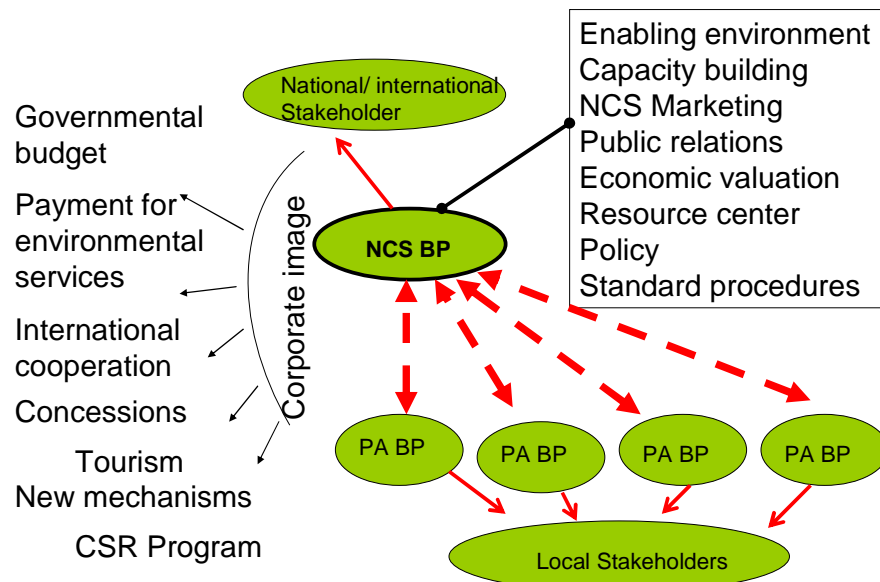 National/ international
Stakeholder
Governmental
budget
Payment for
environmental
services
International
cooperation
Concessions
Tourism
New mechanisms
CSR Program
Corporate image
NCS BP
Enabling environment
Capacity building
NCS Marketing
Public relations
Economic valuation
Resource center
Policy
Standard procedures
PA BP
PA BP
PA BP
PA BP
Local Stakeholders